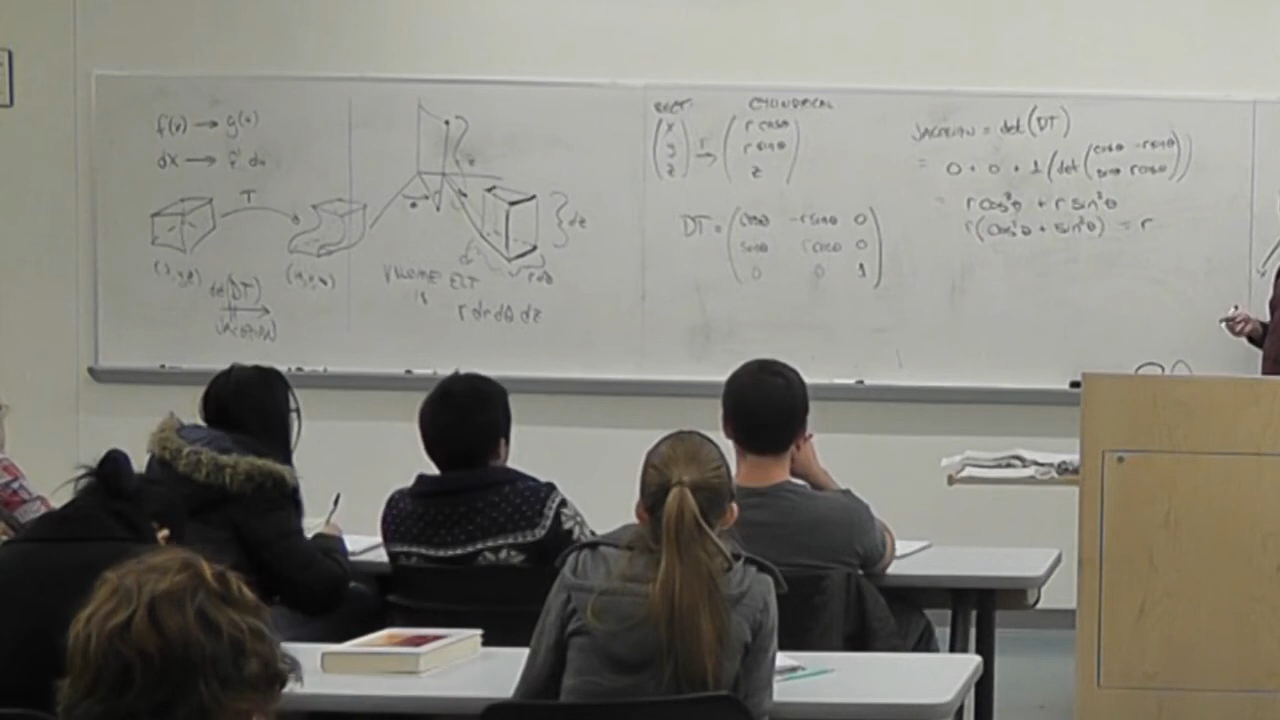 f(x) → g(u)
dx → du
T
(x,y,z)
(u,v,w)
det(DT)
JACOBIAN
z
θ
dz
dr
rdθ
VOLUME ELT
IS
r dr dθ dz
RECT
CYLINDRICAL
(x y z) →T (r cosθ r sinθ z)
DT = ( cosθ -r sinθ 0
sinθ r cosθ 0
0 0 1 )
JACOBIAN = det(DT)
= 0 + 0 + 1 (det (cosθ -r sinθ
sinθ r cosθ))
= r cos²θ + r sin²θ
r(cos²θ + sin²θ) = r